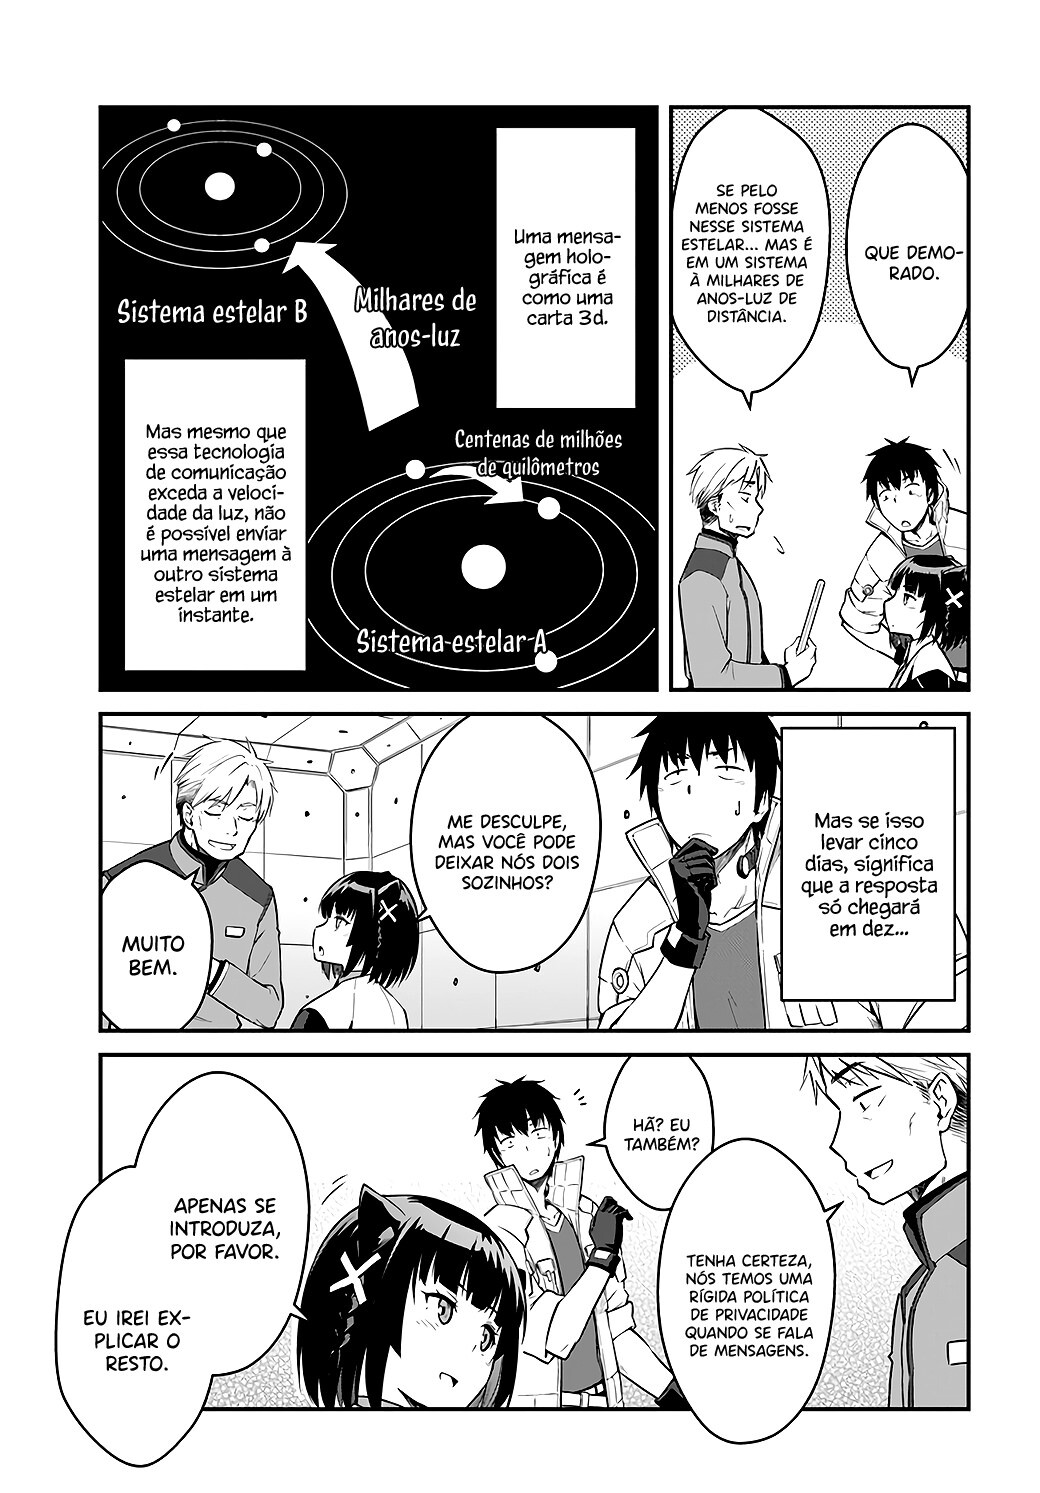 QUE DEMO-
RADO.
SE PELO
MENOS FOSSE
NESSE SISTEMA
ESTELAR... MAS É
EM UM SISTEMA
À MILHARES DE
ANOS-LUZ DE
DISTÂNCIA.
Uma mensa-
gem holo-
gráfica é
como uma
carta 3d.
Sistema estelar B
Milhares de
anos-luz
Centenas de milhões
de quilômetros
Sistema estelar A
Mas mesmo que
essa tecnologia
de comunicação
exceda a veloci-
dade da luz, não
é possível enviar
uma mensagem à
outro sistema
estelar em um
instante.
Mas se isso
levar cinco
dias, significa
que a resposta
só chegará
em dez...
ME DESCULPE,
MAS VOCÊ PODE
DEIXAR NÓS DOIS
SOZINHOS?
MUITO
BEM.
HÃ? EU
TAMBÉM?
TENHA CERTEZA,
NÓS TEMOS UMA
RÍGIDA POLÍTICA
DE PRIVACIDADE
QUANDO SE FALA
DE MENSAGENS.
APENAS SE
INTRODUZA,
POR FAVOR.
EU IREI EX-
PLICAR O
RESTO.